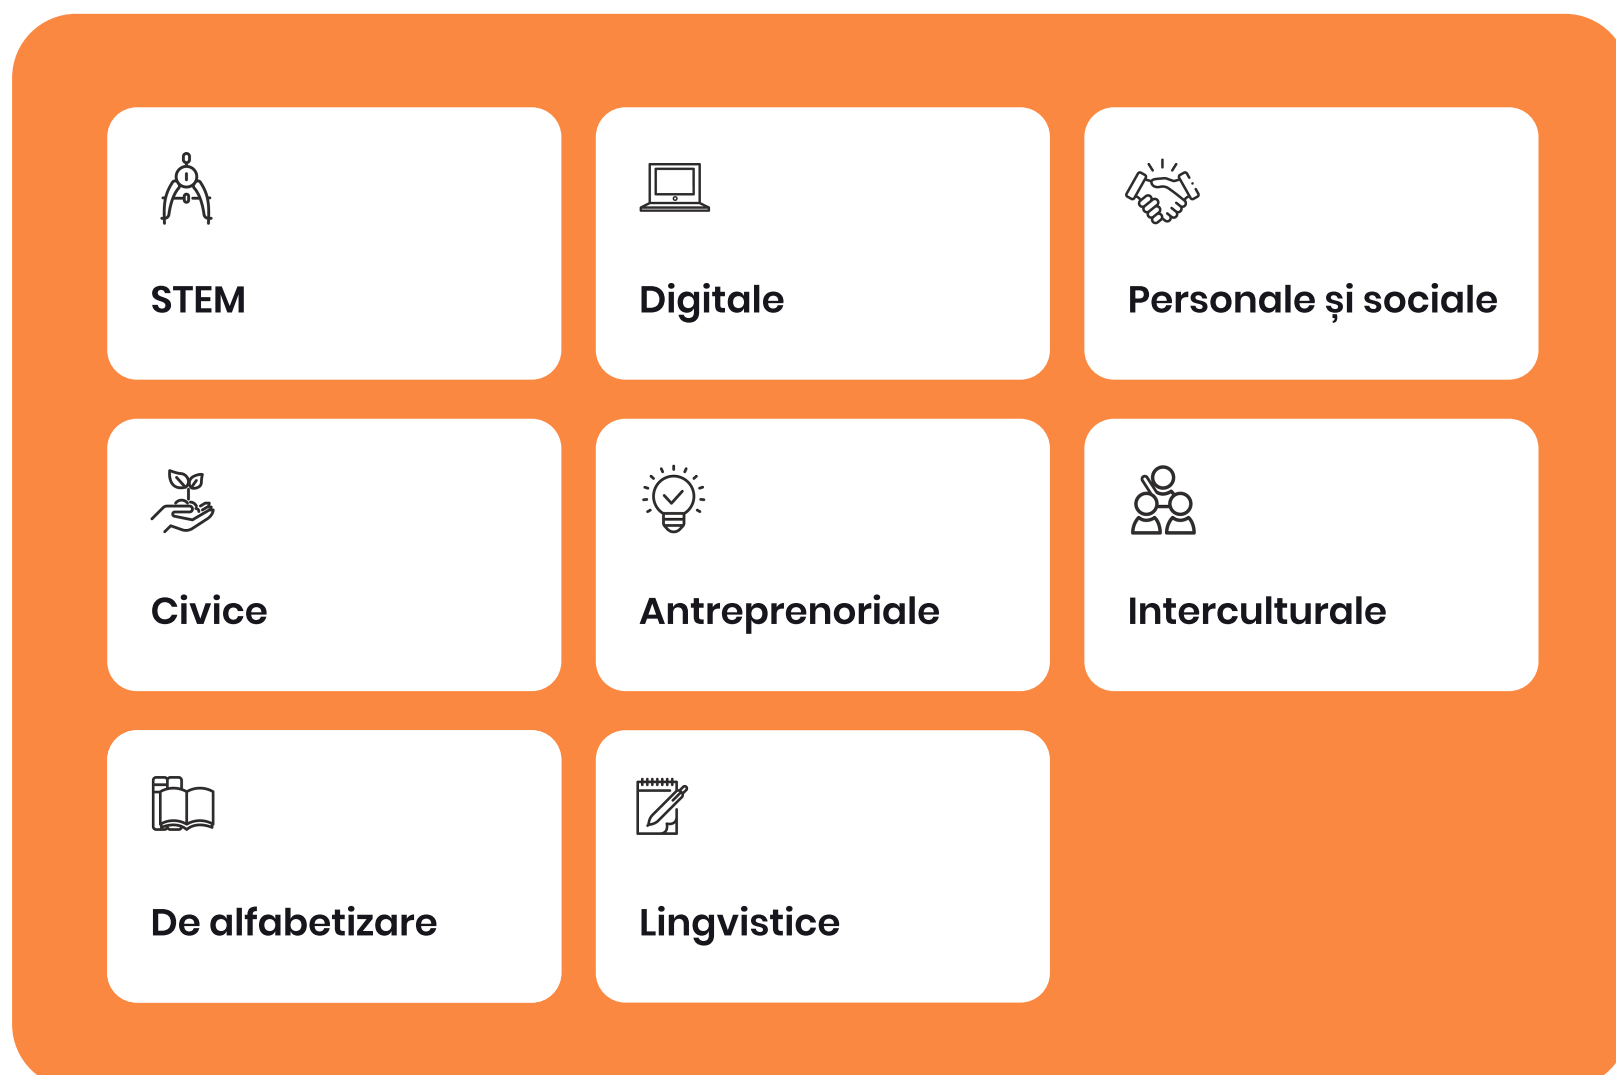 STEM
Digitale
Personale și sociale
Civice
Antreprenoriale
Interculturale
De alfabetizare
Lingvistice